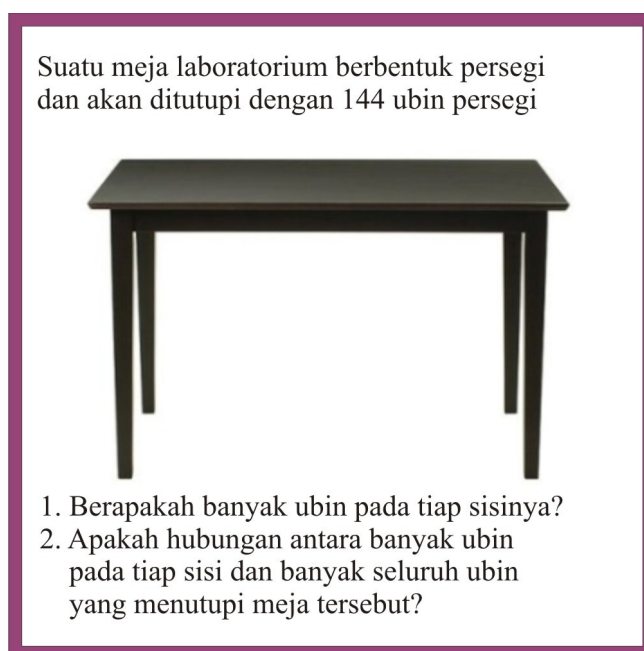 Suatu meja laboratorium berbentuk persegi
dan akan ditutupi dengan 144 ubin persegi
1. Berapakah banyak ubin pada tiap sisinya?
2. Apakah hubungan antara banyak ubin
pada tiap sisi dan banyak seluruh ubin
yang menutupi meja tersebut?